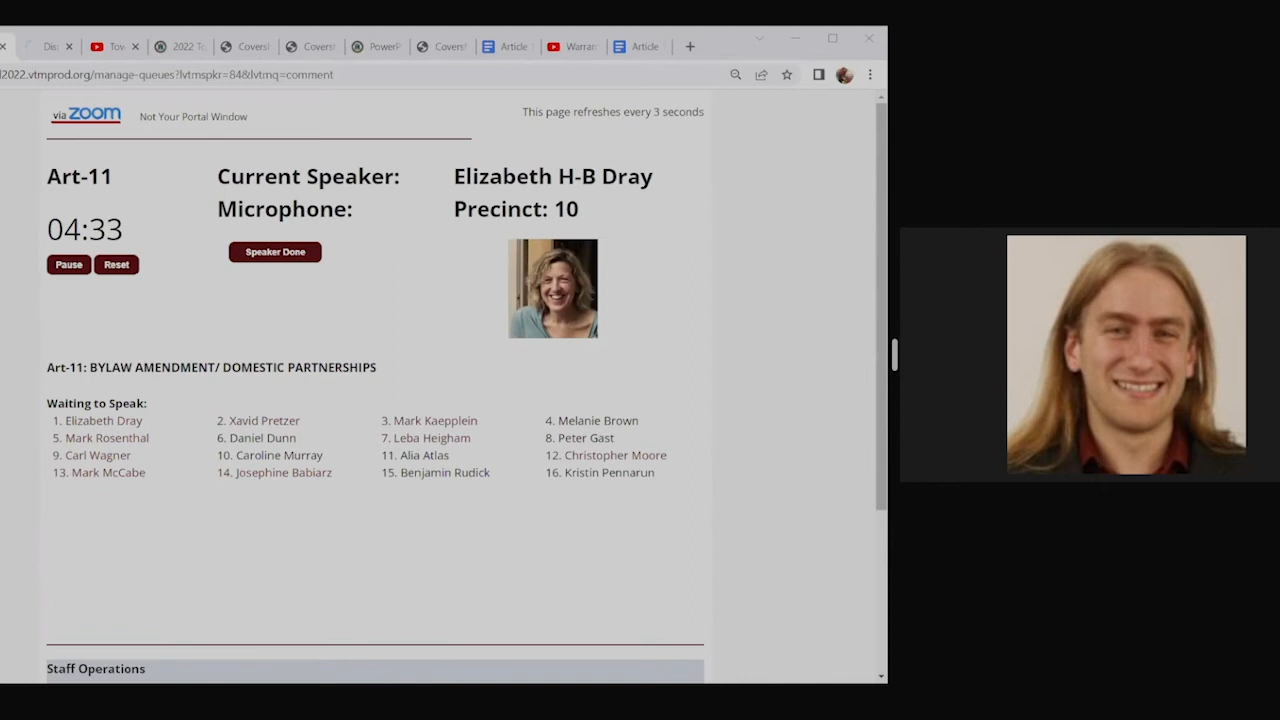 Dis
Tow
2022 To
Covers
Covers
PowerP
Covers
Article
Warran
Article
2022.vtmprod.org/manage-queues?lvtmspkr=84&lvtmq=comment
via zoom
Not Your Portal Window
This page refreshes every 3 seconds
Art-11
Current Speaker:
Elizabeth H-B Dray
Microphone:
Precinct: 10
04:33
Speaker Done
Pause
Reset
Art-11: BYLAW AMENDMENT/ DOMESTIC PARTNERSHIPS
Waiting to Speak:
1. Elizabeth Dray 2. Xavid Pretzer 3. Mark Kaepplein 4. Melanie Brown
5. Mark Rosenthal 6. Daniel Dunn 7. Leba Heigham 8. Peter Gast
9. Carl Wagner 10. Caroline Murray 11. Alia Atlas 12. Christopher Moore
13. Mark McCabe 14. Josephine Babiarz 15. Benjamin Rudick 16. Kristin Pennarun
Staff Operations